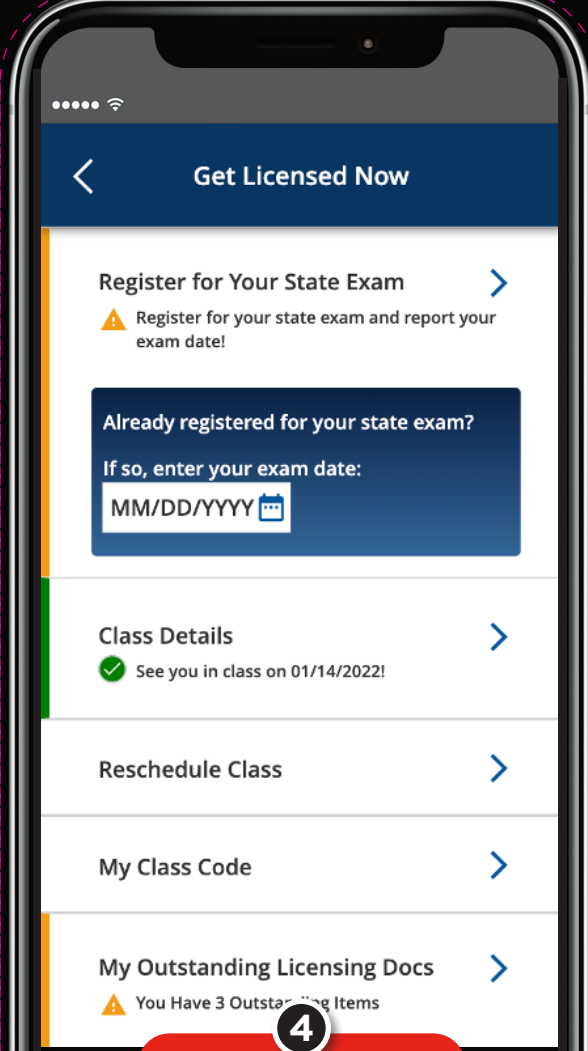 Get Licensed Now
Register for Your State Exam
Register for your state exam and report your
exam date!
Already registered for your state exam?
If so, enter your exam date:
MM/DD/YYYY
Class Details
See you in class on 01/14/2022!
Reschedule Class
My Class Code
My Outstanding Licensing Docs
You Have 3 Outstanding Items
4